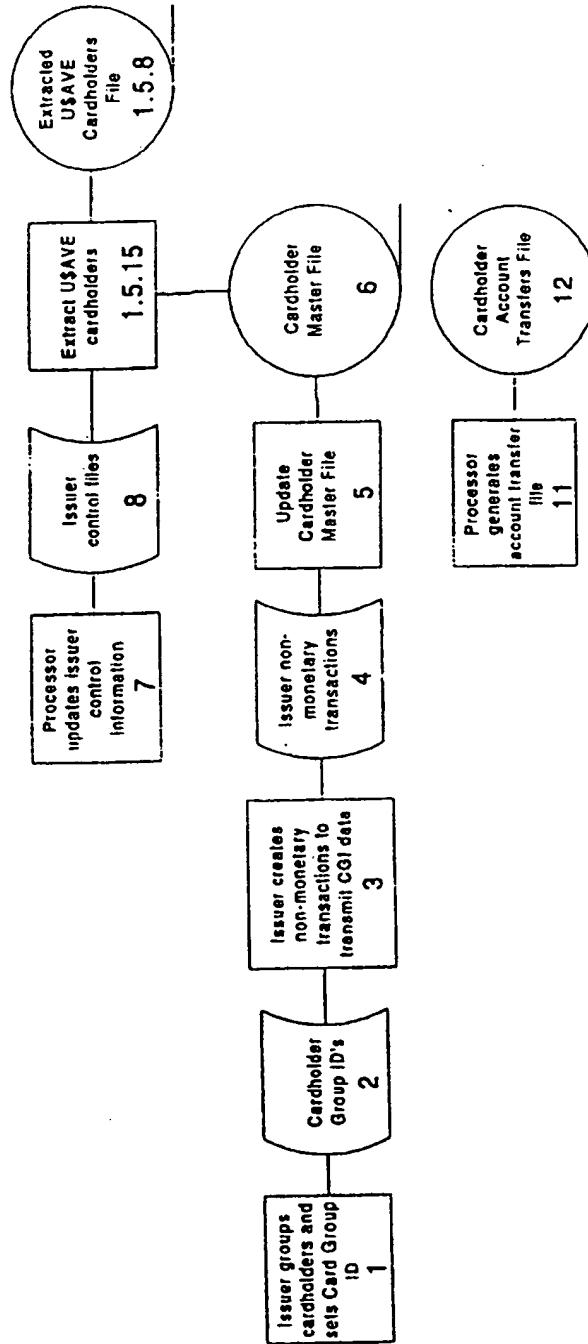 Processor
updates Issuer
control
Information
7
Issuer
control files
8
Extract U$AVE
cardholders
1.5.15
Extracted
U$AVE
Cardholders
File
1.5.8
Issuer groups
cardholders and
sets Card Group
ID
1
Cardholder
Group ID's
2
Issuer creates
non-monetary
transactions to
transmit CGI data
3
Issuer non-
monetary
transactions
4
Update
Cardholder
Master File
5
Cardholder
Master File
6
Processor
generates
account transfer
file
11
Cardholder
Account
Transfers File
12